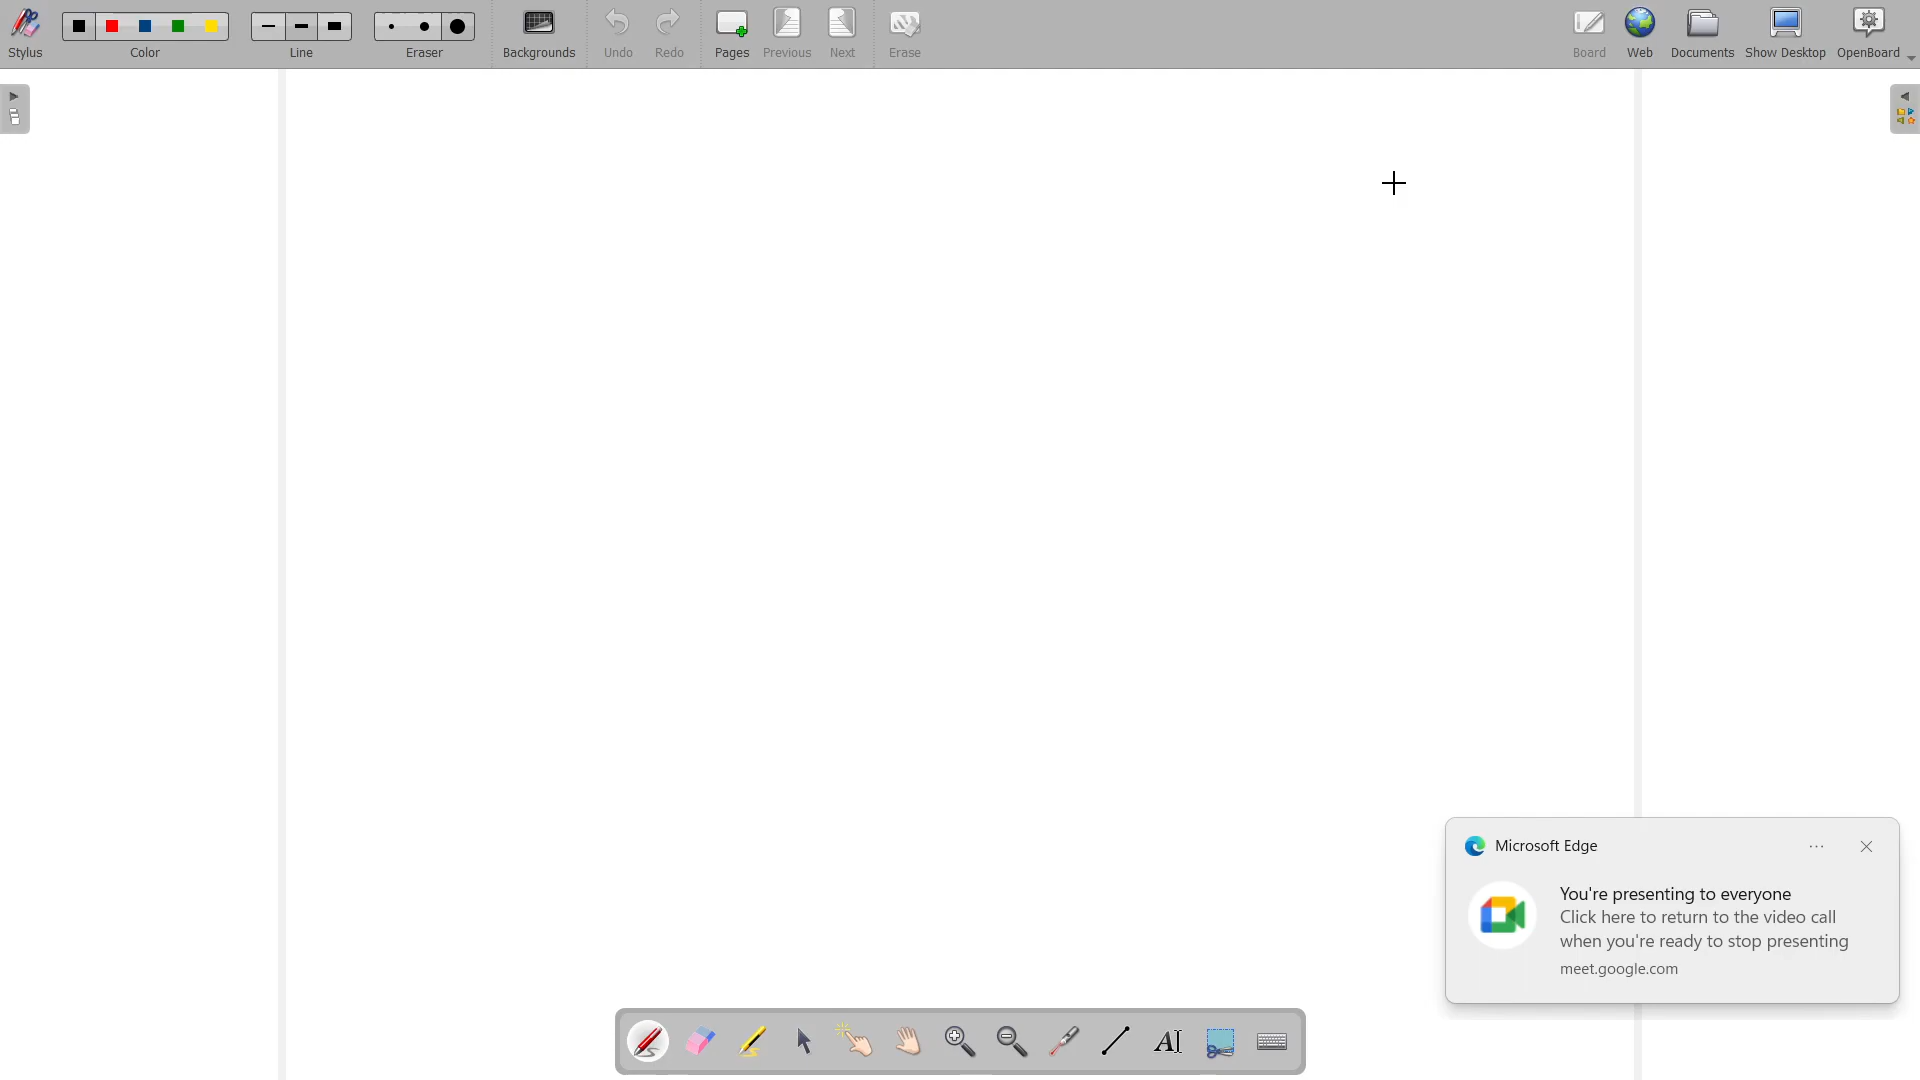 Stylus
Color
Line
Eraser
Backgrounds
Undo
Redo
Pages
Previous
Next
Erase
Board
Web
Documents
Show Desktop
OpenBoard
Microsoft Edge
You're presenting to everyone
Click here to return to the video call
when you're ready to stop presenting
meet.google.com
AI